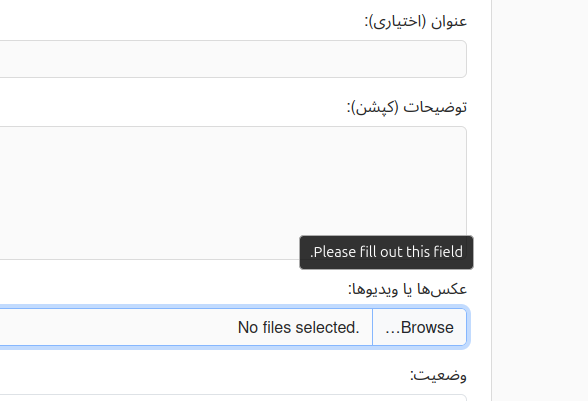 عنوان (اختیاری):
توضیحات (کپشن):
Please fill out this field.
عکس‌ها یا ویدیوها:
Browse…
No files selected.
وضعیت: